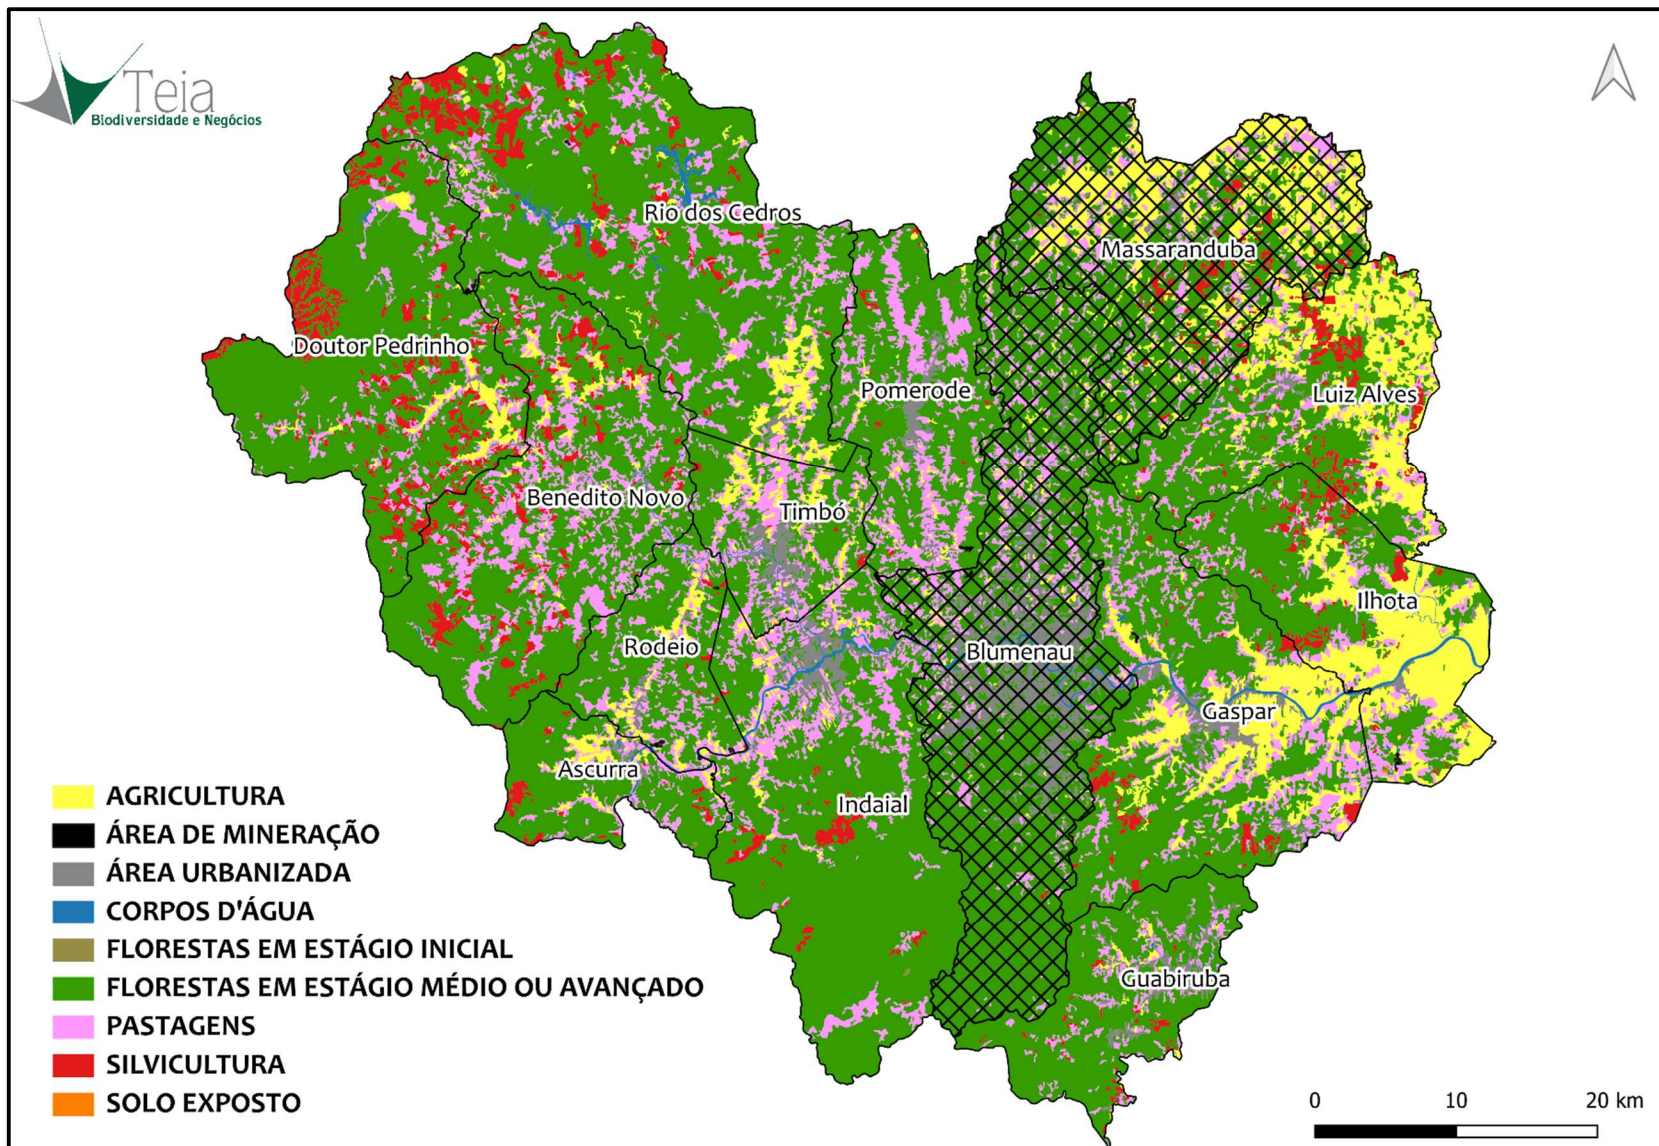 Teia
Biodiversidade e Negócios
Rio dos Cedros
Massaranduba
Doutor Pedrinho
Pomerode
Luiz Alves
Benedito Novo
Timbó
Ilhota
Rodeio
Blumenau
Gaspar
Ascurra
Indaial
Guabiruba
AGRICULTURA
ÁREA DE MINERAÇÃO
ÁREA URBANIZADA
CORPOS D'ÁGUA
FLORESTAS EM ESTÁGIO INICIAL
FLORESTAS EM ESTÁGIO MÉDIO OU AVANÇADO
PASTAGENS
SILVICULTURA
SOLO EXPOSTO
0 10 20 km